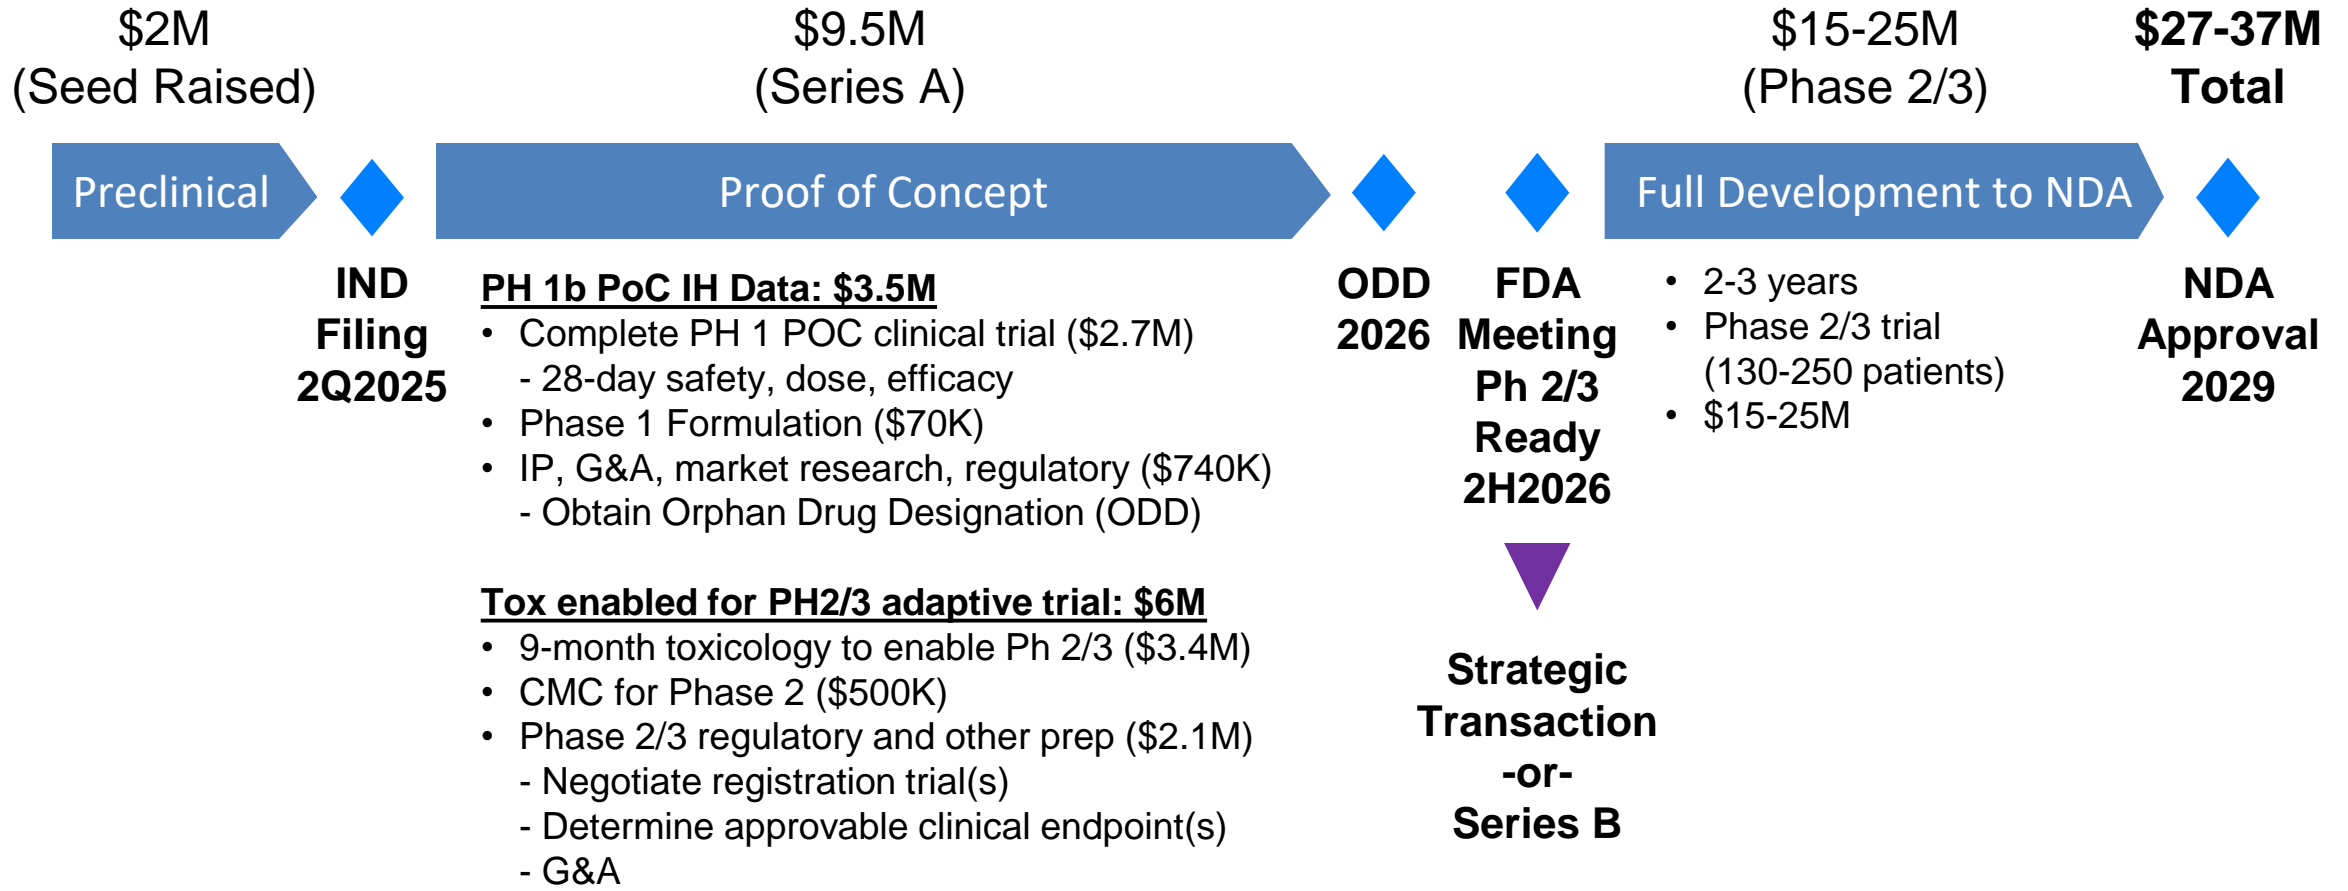 $2M
(Seed Raised)
$9.5M
(Series A)
$15-25M
(Phase 2/3)
$27-37M
Total
Preclinical
Proof of Concept
Full Development to NDA
IND
Filing
2Q2025
PH 1b PoC IH Data: $3.5M
• Complete PH 1 POC clinical trial ($2.7M)
- 28-day safety, dose, efficacy
• Phase 1 Formulation ($70K)
• IP, G&A, market research, regulatory ($740K)
- Obtain Orphan Drug Designation (ODD)
Tox enabled for PH2/3 adaptive trial: $6M
• 9-month toxicology to enable Ph 2/3 ($3.4M)
• CMC for Phase 2 ($500K)
• Phase 2/3 regulatory and other prep ($2.1M)
- Negotiate registration trial(s)
- Determine approvable clinical endpoint(s)
- G&A
ODD
2026
FDA
Meeting
Ph 2/3
Ready
2H2026
Strategic
Transaction
-or-
Series B
• 2-3 years
• Phase 2/3 trial
(130-250 patients)
• $15-25M
NDA
Approval
2029